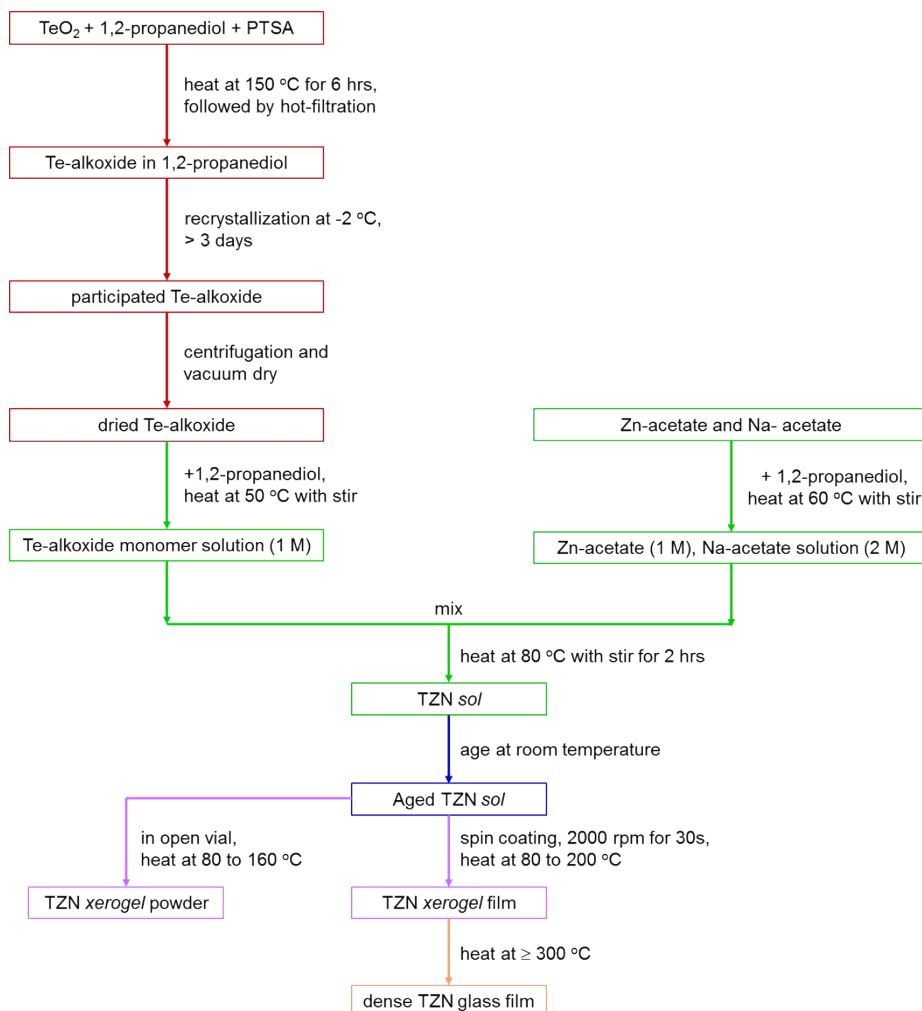 TeO₂ + 1,2-propanediol + PTSA
heat at 150 °C for 6 hrs,
followed by hot-filtration
Te-alkoxide in 1,2-propanediol
recrystallization at -2 °C,
> 3 days
participated Te-alkoxide
centrifugation and
vacuum dry
dried Te-alkoxide
Zn-acetate and Na- acetate
+1,2-propanediol,
heat at 50 °C with stir
+ 1,2-propanediol,
heat at 60 °C with stir
Te-alkoxide monomer solution (1 M)
Zn-acetate (1 M), Na-acetate solution (2 M)
mix
heat at 80 °C with stir for 2 hrs
TZN sol
age at room temperature
Aged TZN sol
in open vial,
heat at 80 to 160 °C
spin coating, 2000 rpm for 30s,
heat at 80 to 200 °C
TZN xerogel powder
TZN xerogel film
heat at ≥ 300 °C
dense TZN glass film